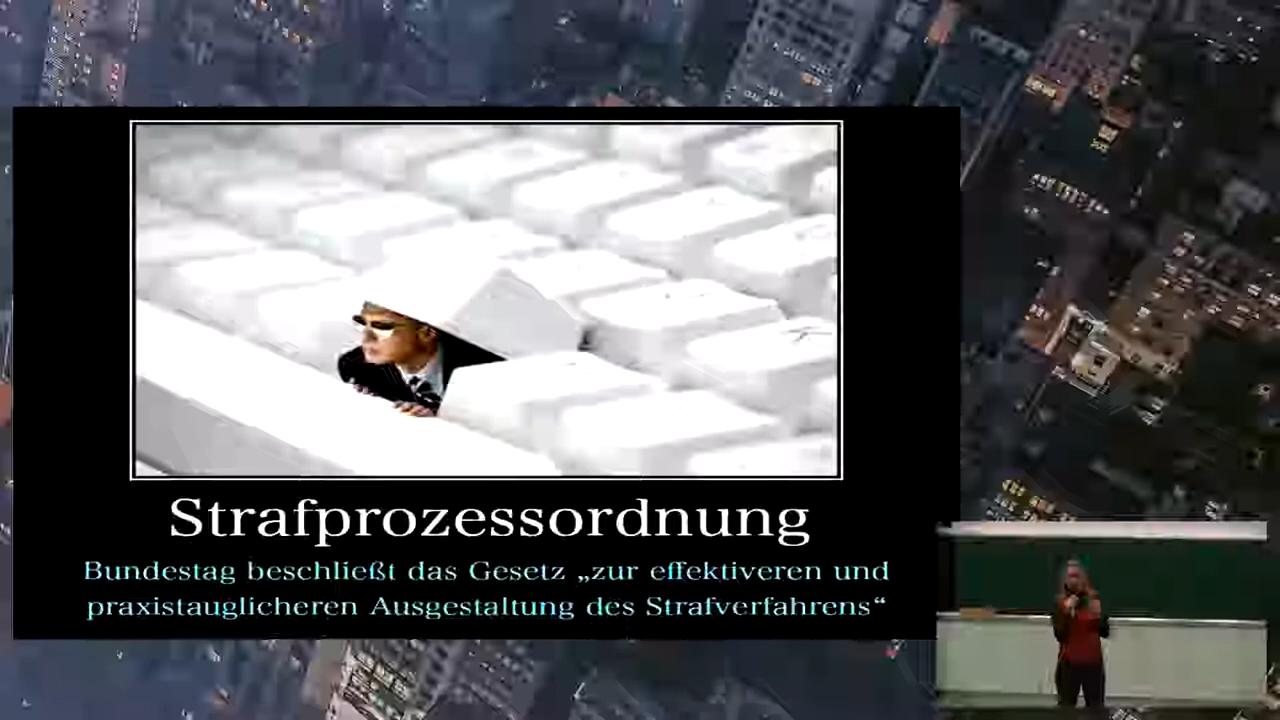 Strafprozessordnung
Bundestag beschließt das Gesetz „zur effektiveren und
praxistauglicheren Ausgestaltung des Strafverfahrens“